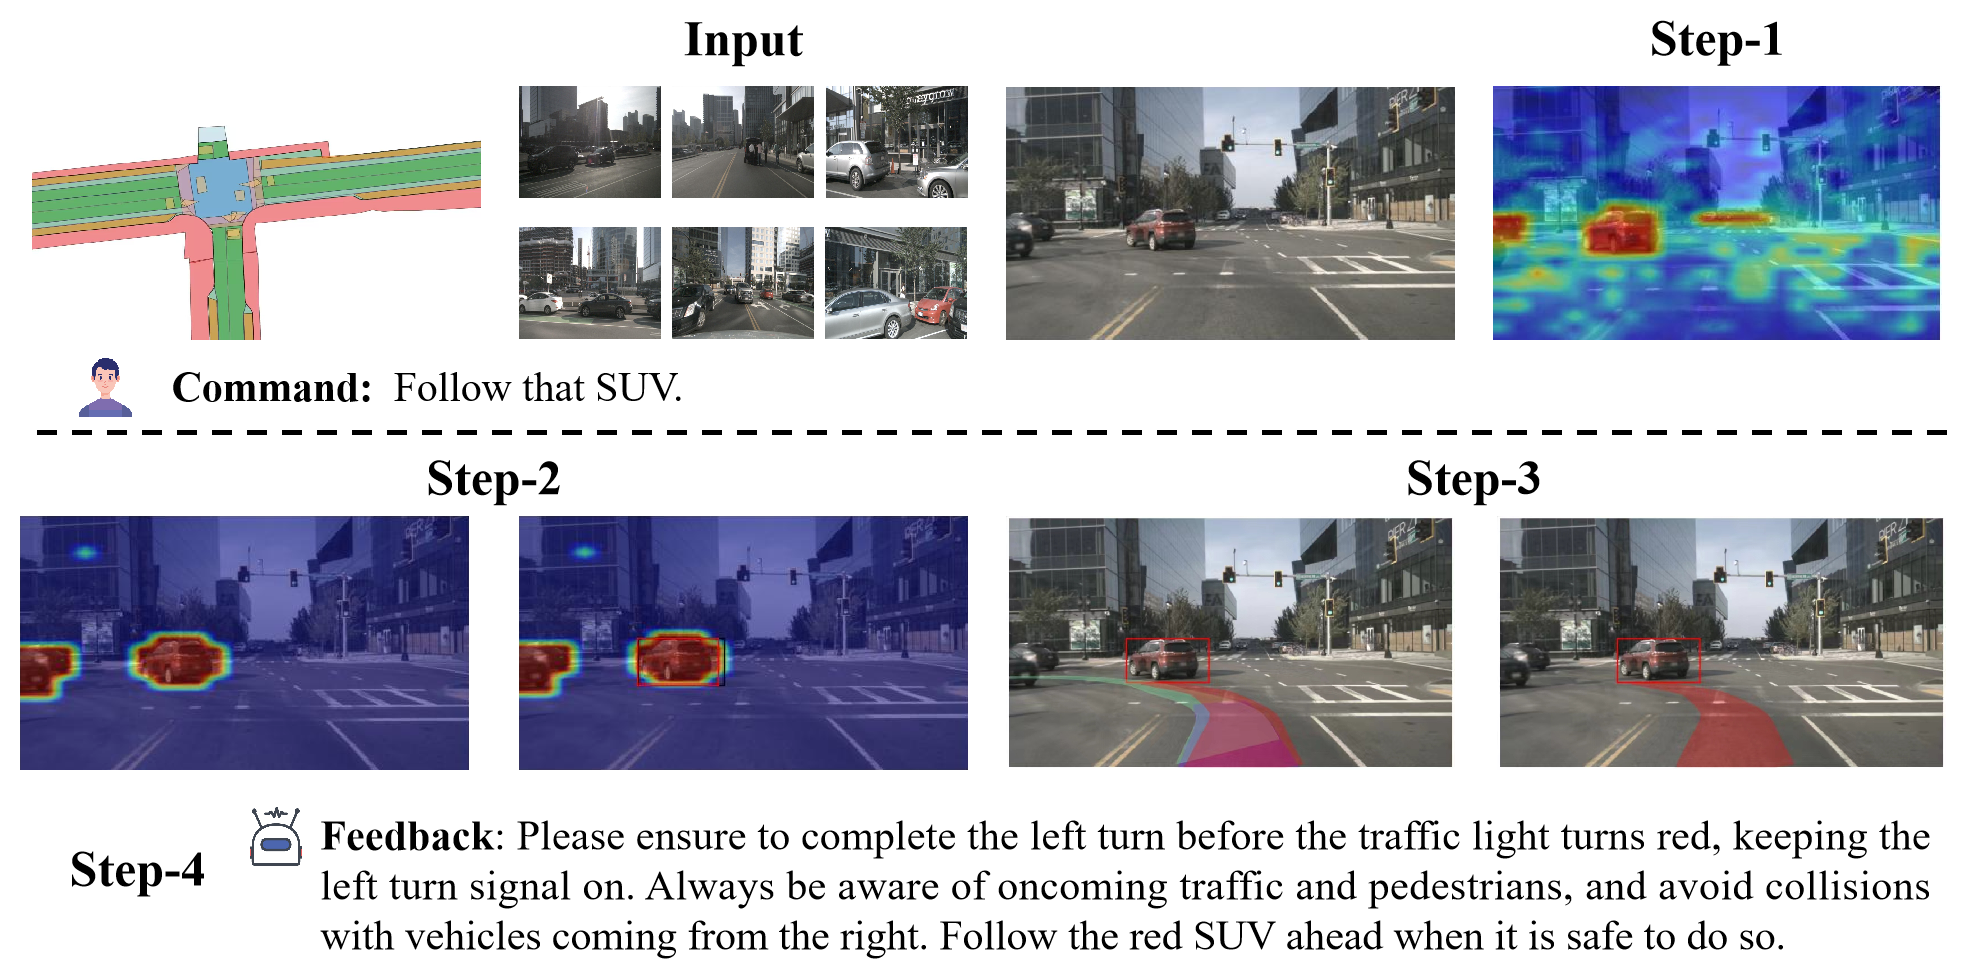 Input
Step-1
Command: Follow that SUV.
Step-2
Step-3
Step-4
Feedback: Please ensure to complete the left turn before the traffic light turns red, keeping the
left turn signal on. Always be aware of oncoming traffic and pedestrians, and avoid collisions
with vehicles coming from the right. Follow the red SUV ahead when it is safe to do so.